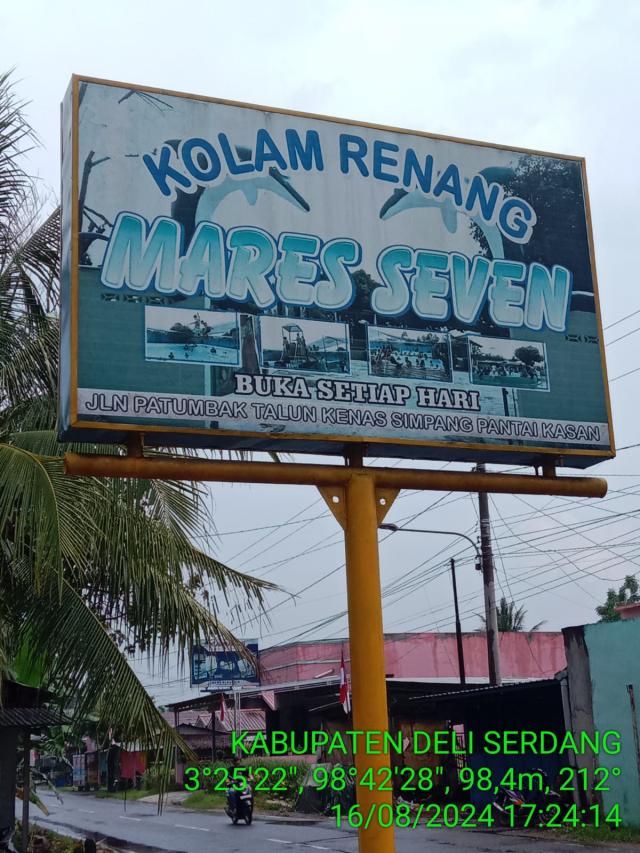 KOLAM RENANG
MARES SEVEN
BUKA SETIAP HARI
JLN PATUMBAK TALUN KENAS SIMPANG PANTAI KASAN
KABUPATEN DELI SERDANG
3°25'22", 98°42'28", 98,4m, 212°
16/08/2024 17:24:14